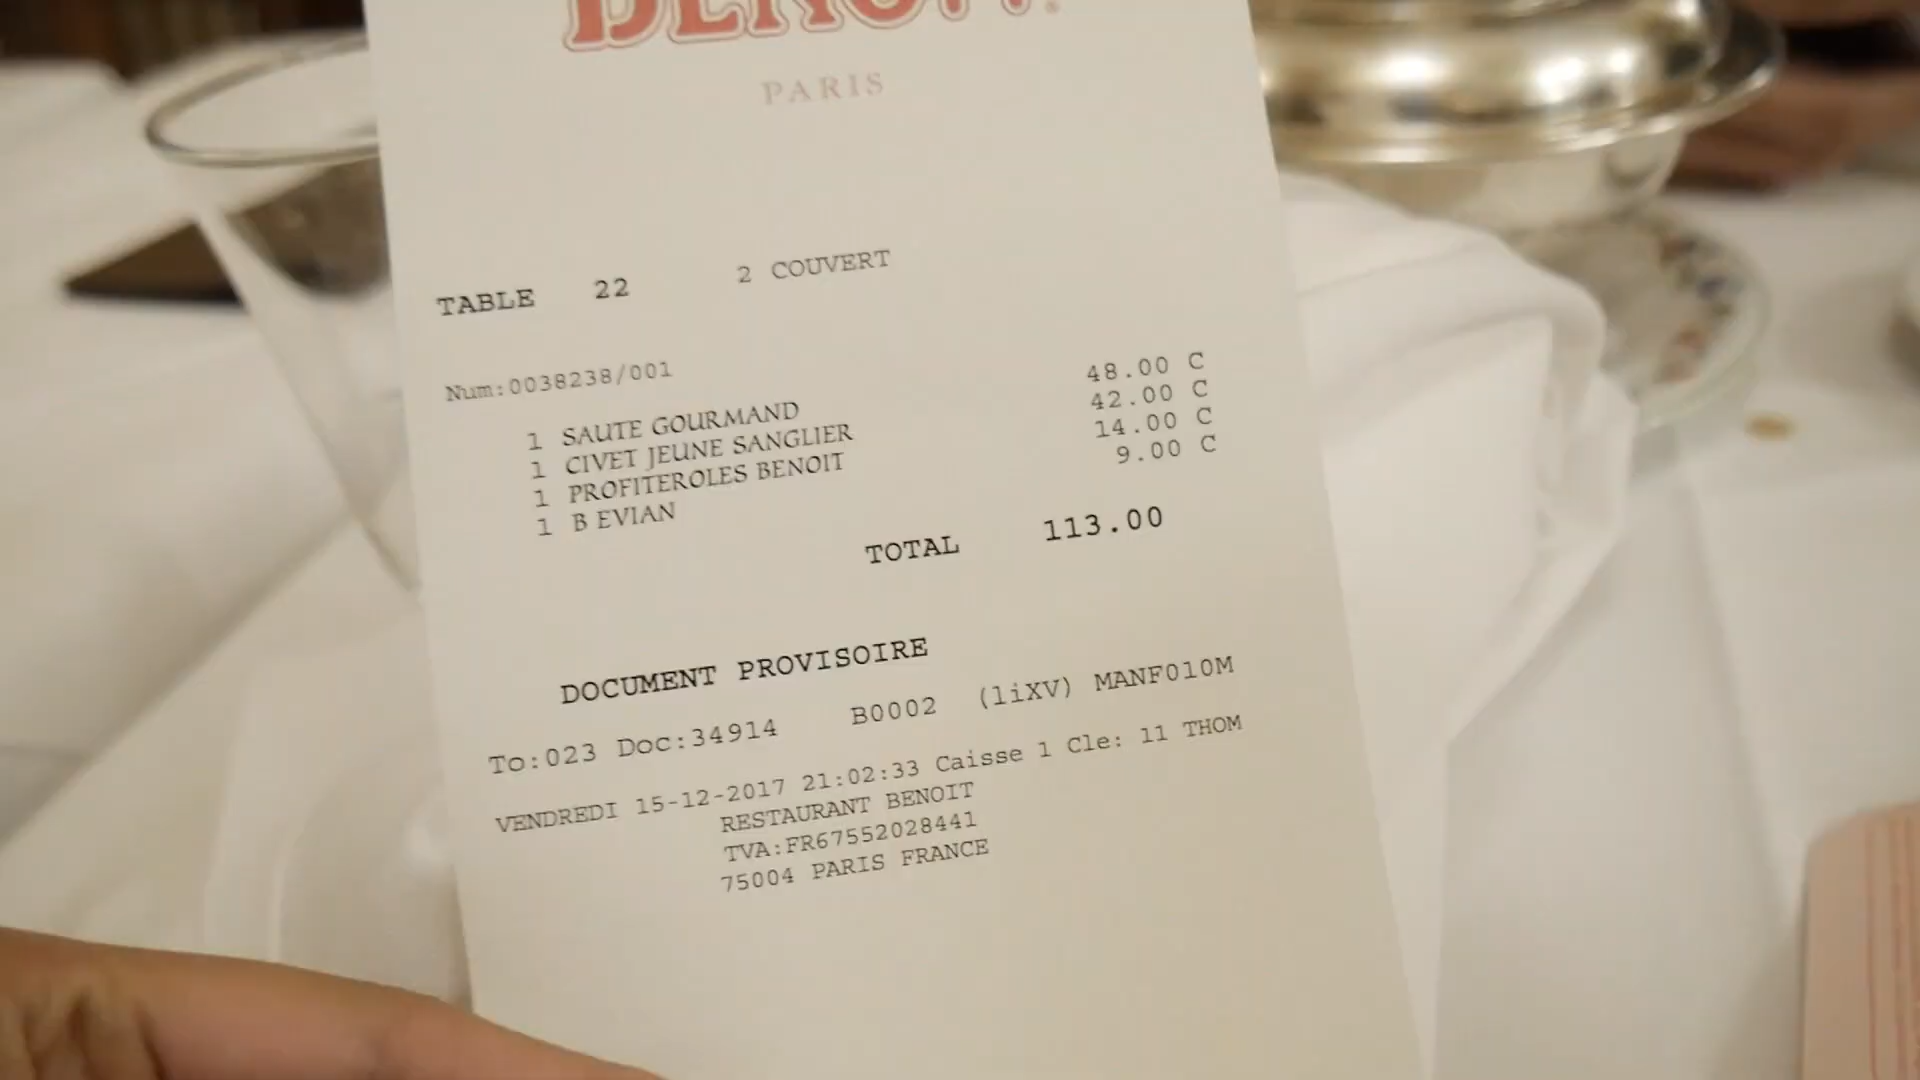 BENOIT
PARIS
TABLE 22 2 COUVERT
Num:0038238/001
1 SAUTE GOURMAND 48.00 C
1 CIVET JEUNE SANGLIER 42.00 C
1 PROFITEROLES BENOIT 14.00 C
1 B EVIAN 9.00 C
TOTAL 113.00
DOCUMENT PROVISOIRE
To:023 Doc:34914 B0002 (liXV) MANF010M
VENDREDI 15-12-2017 21:02:33 Caisse 1 Cle: 11 THOM
RESTAURANT BENOIT
TVA:FR67552028441
75004 PARIS FRANCE